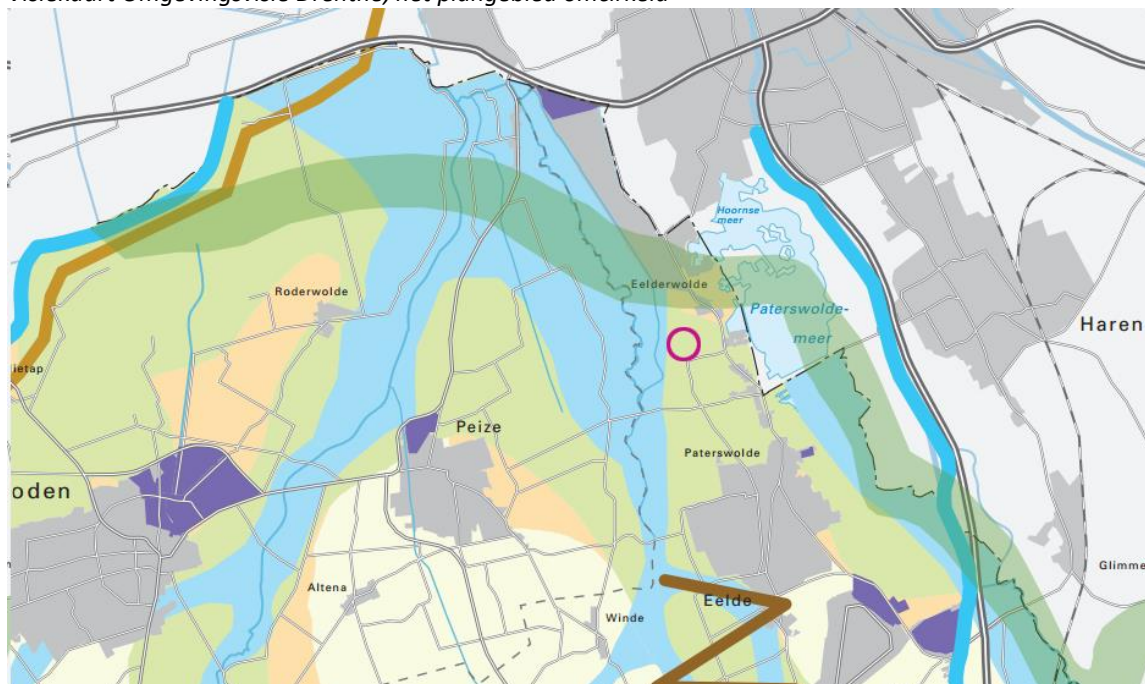 Visiekaart Omgevingsvisie Drenthe, het plangebied omcirkeld
Hoornse
meer
Roderwolde
Eelderwolde
Paterswolde-
meer
Haren
ietap
Peize
Paterswolde
oden
Glimme
Altena
Eelde
Winde